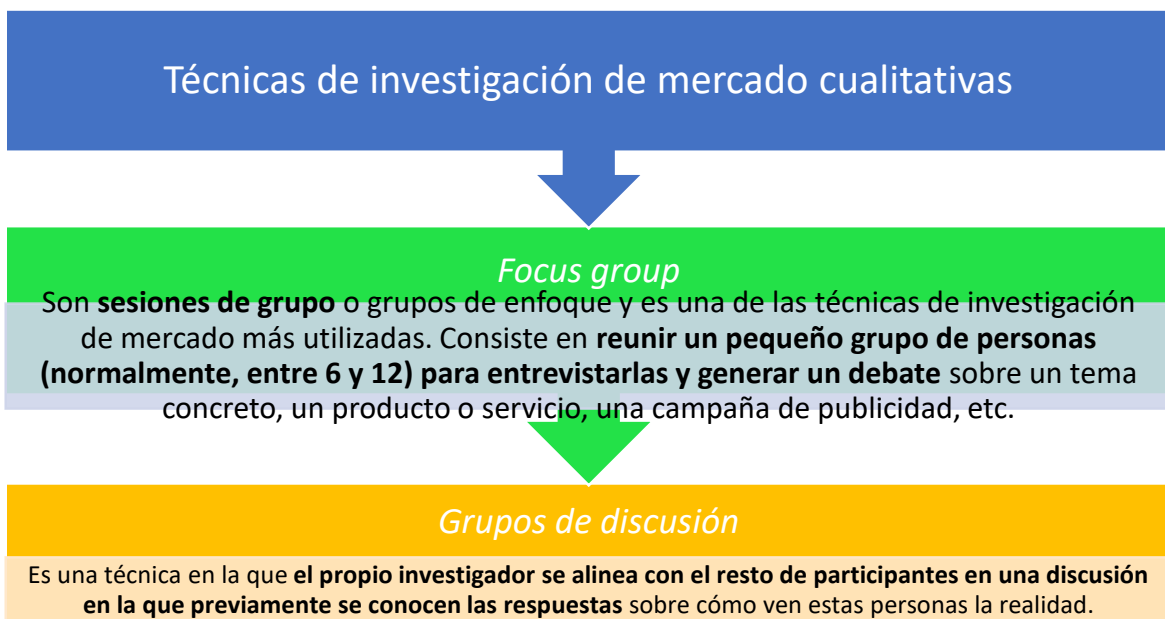 Técnicas de investigación de mercado cualitativas
Focus group
Son sesiones de grupo o grupos de enfoque y es una de las técnicas de investigación
de mercado más utilizadas. Consiste en reunir un pequeño grupo de personas
(normalmente, entre 6 y 12) para entrevistarlas y generar un debate sobre un tema
concreto, un producto o servicio, una campaña de publicidad, etc.
Grupos de discusión
Es una técnica en la que el propio investigador se alinea con el resto de participantes en una discusión
en la que previamente se conocen las respuestas sobre cómo ven estas personas la realidad.